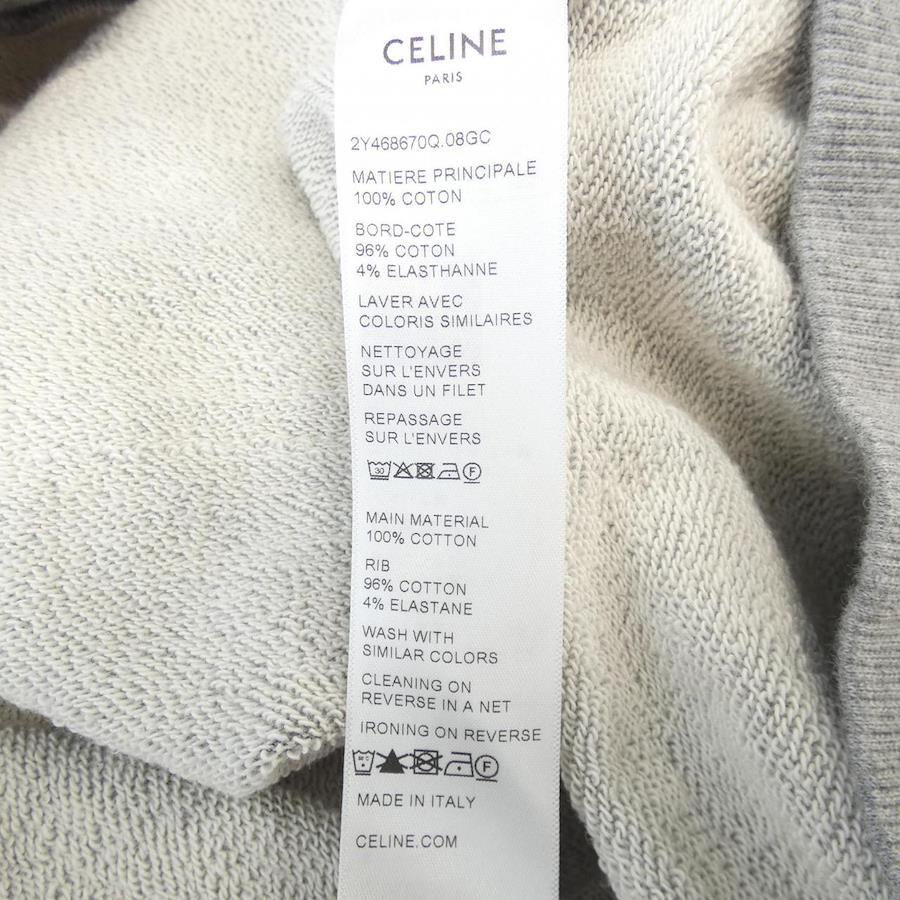 CELINE
PARIS
2Y468670Q.08GC
MATIERE PRINCIPALE
100% COTON
BORD-COTE
96% COTON
4% ELASTHANNE
LAVER AVEC
COLORIS SIMILAIRES
NETTOYAGE
SUR L'ENVERS
DANS UN FILET
REPASSAGE
SUR L'ENVERS
30 F
MAIN MATERIAL
100% COTTON
RIB
96% COTTON
4% ELASTANE
WASH WITH
SIMILAR COLORS
CLEANING ON
REVERSE IN A NET
IRONING ON REVERSE
F
MADE IN ITALY
CELINE.COM